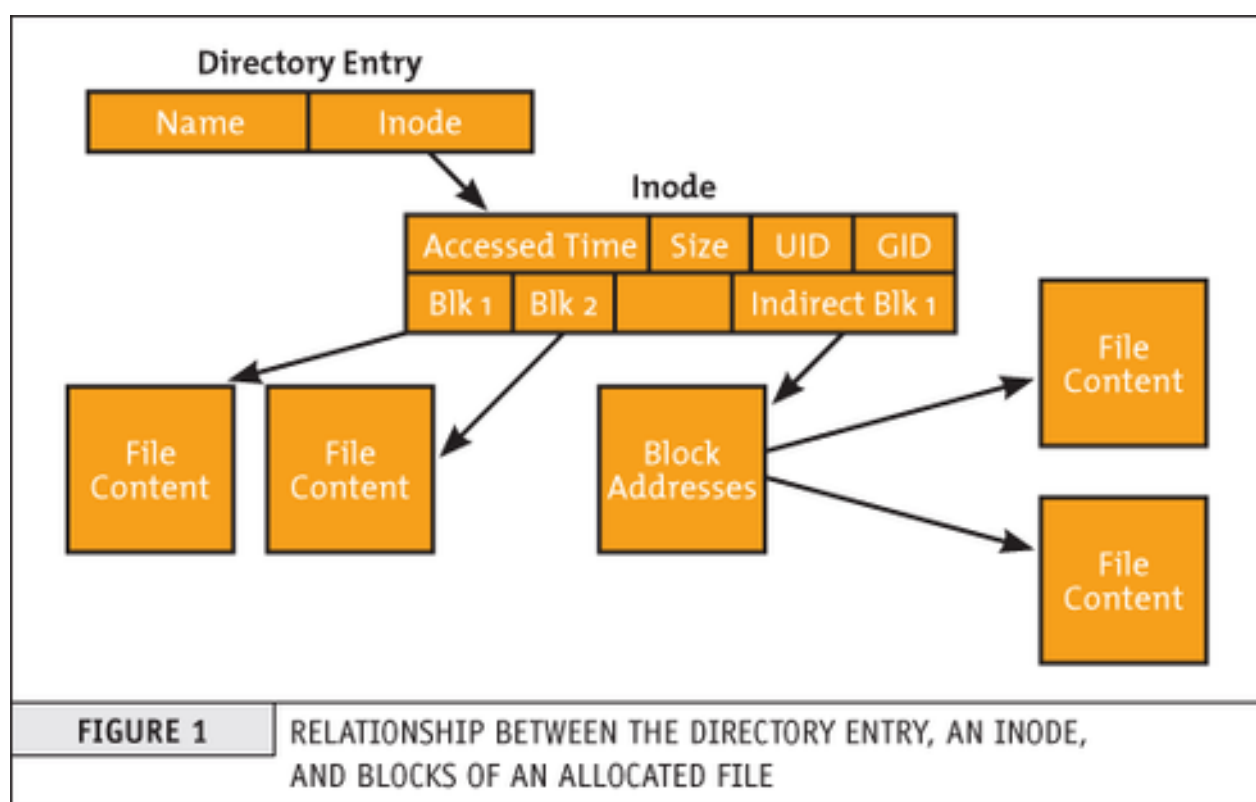 Directory Entry
Name Inode
Inode
Accessed Time Size UID GID
Blk 1 Blk 2 Indirect Blk 1
File
Content
File
Content
Block
Addresses
File
Content
File
Content
FIGURE 1
RELATIONSHIP BETWEEN THE DIRECTORY ENTRY, AN INODE,
AND BLOCKS OF AN ALLOCATED FILE